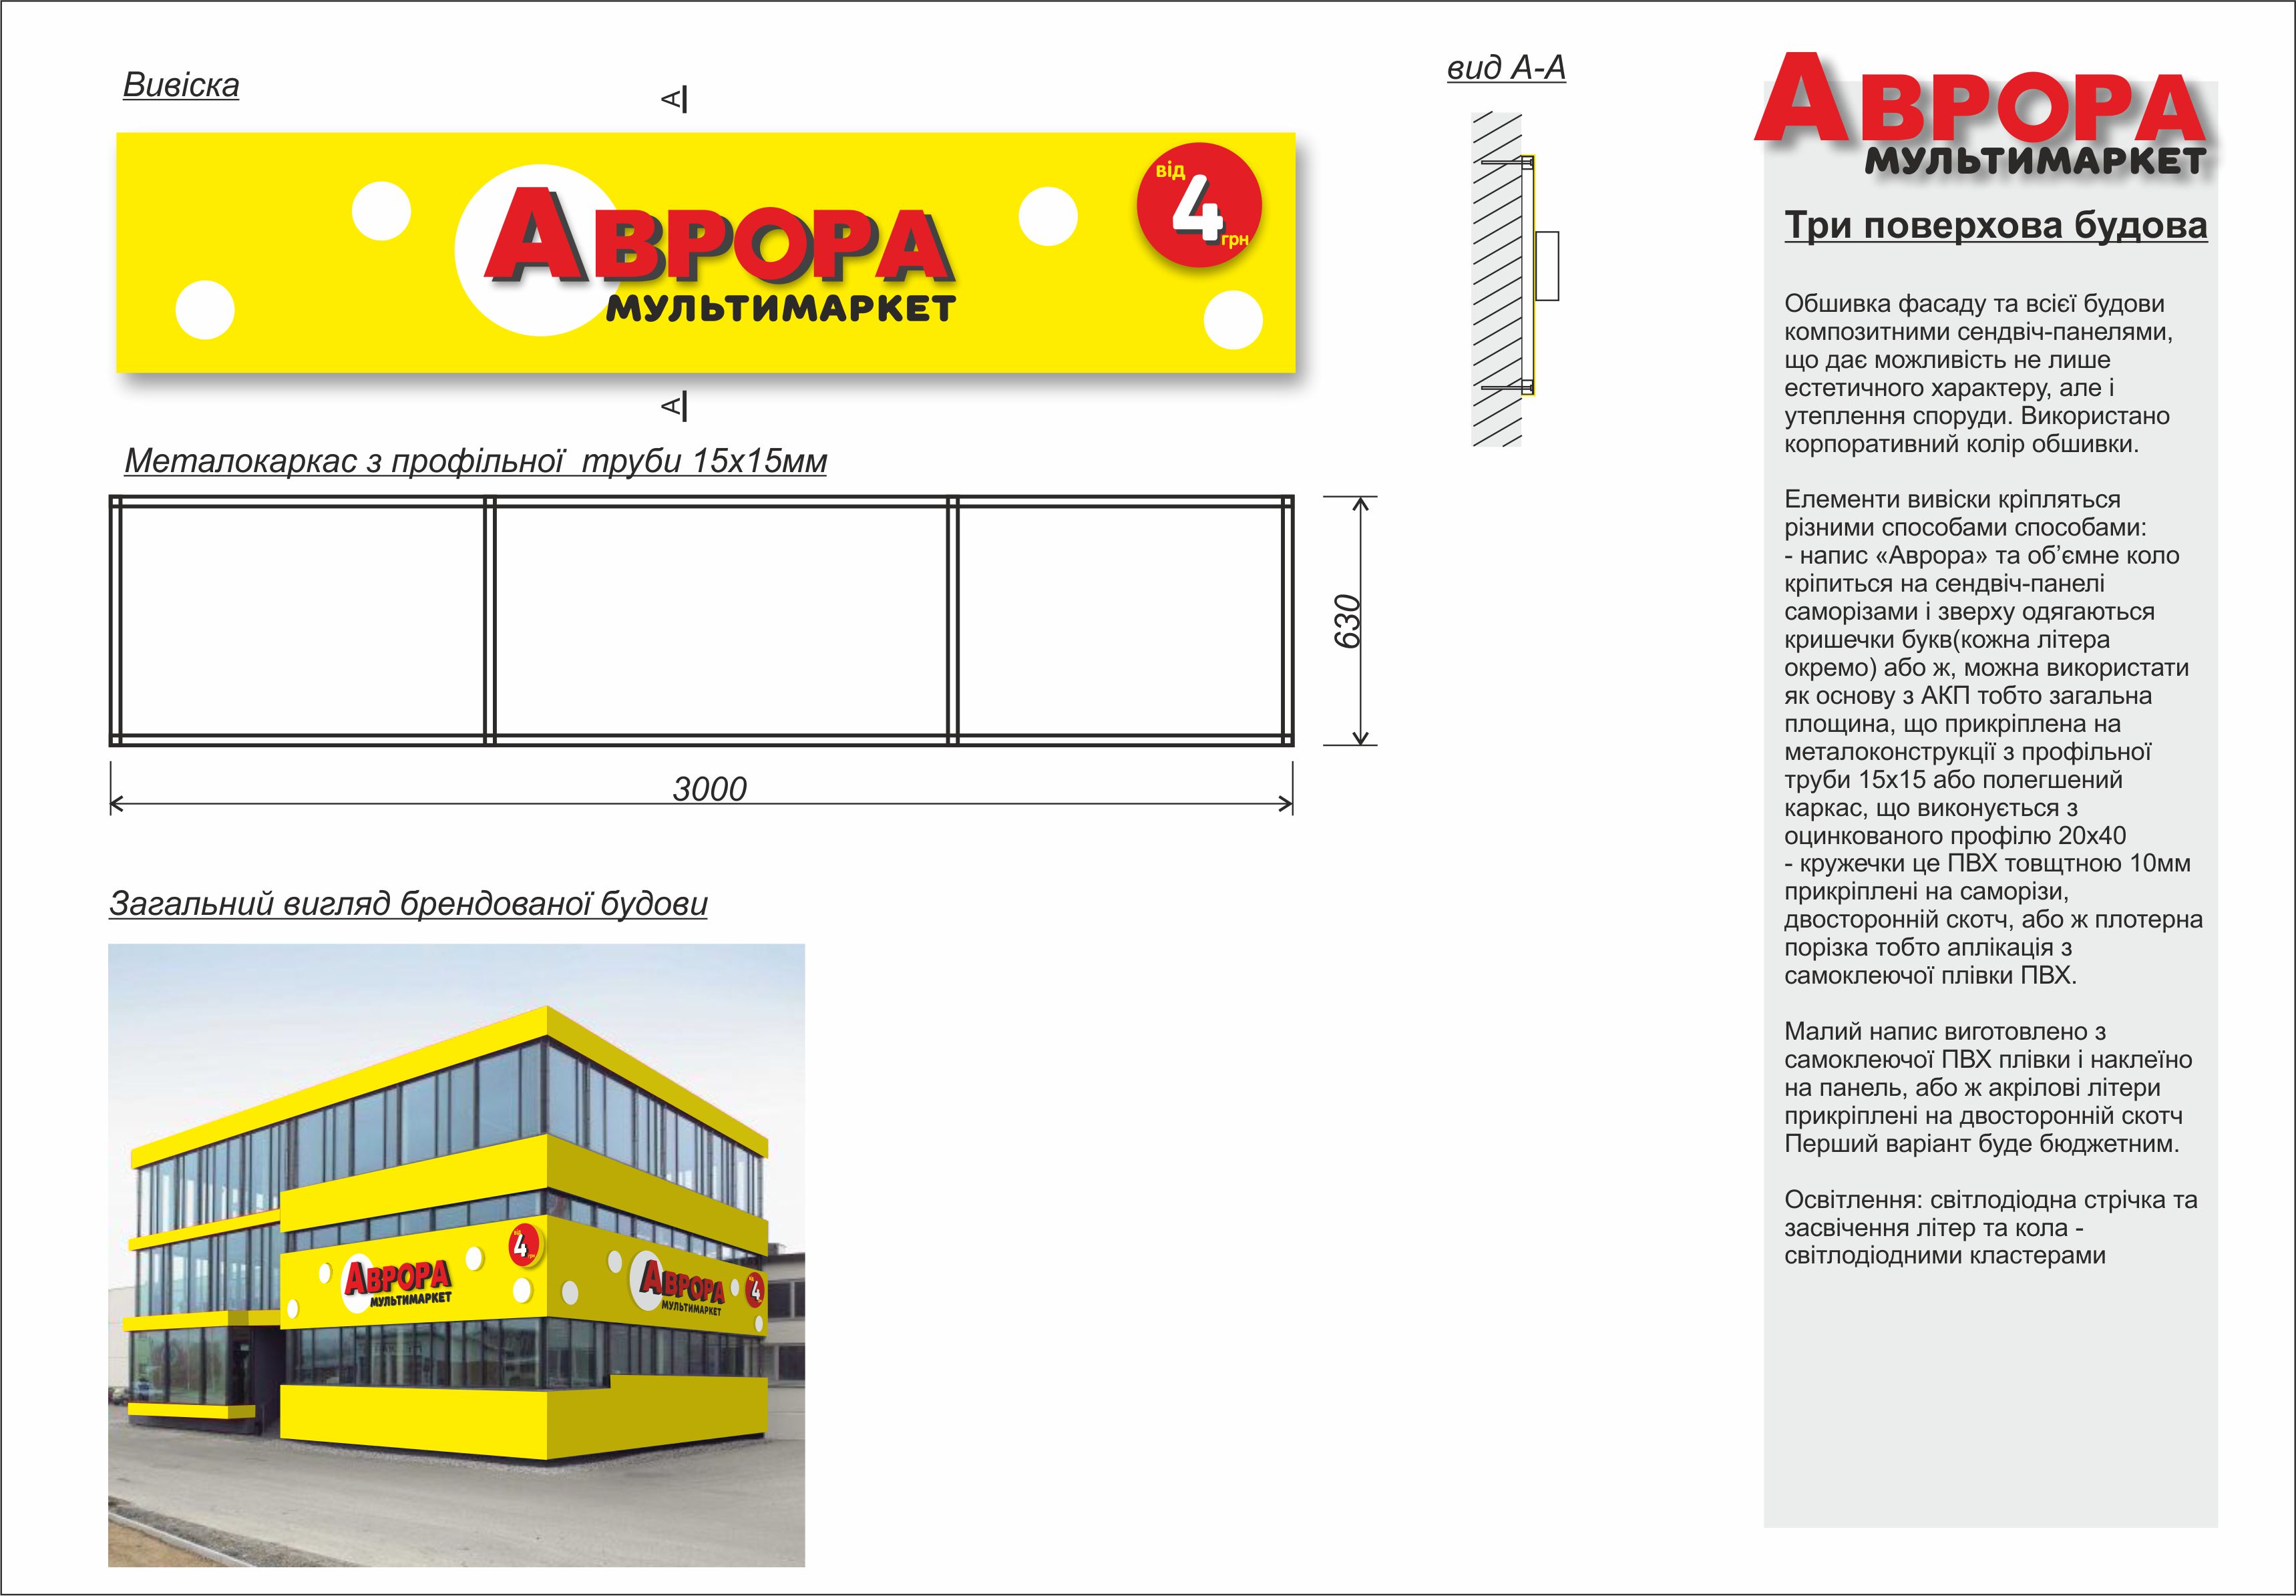 Вивіска
А
вид А-А
АВРОРА
МУЛЬТИМАРКЕТ
від
4
грн
АВРОРА
МУЛЬТИМАРКЕТ
А
Металокаркас з профільної труби 15х15мм
630
3000
Загальний вигляд брендованої будови
4
АВРОРА
МУЛЬТИМАРКЕТ
АВРОРА
МУЛЬТИМАРКЕТ
4
Три поверхова будова
Обшивка фасаду та всієї будови
композитними сендвіч-панелями,
що дає можливість не лише
естетичного характеру, але і
утеплення споруди. Використано
корпоративний колір обшивки.
Елементи вивіски кріпляться
різними способами способами:
- напис «Аврора» та об’ємне коло
кріпиться на сендвіч-панелі
саморізами і зверху одягаються
кришечки букв(кожна літера
окремо) або ж, можна використати
як основу з АКП тобто загальна
площина, що прикріплена на
металоконструкції з профільної
труби 15х15 або полегшений
каркас, що виконується з
оцинкованого профілю 20х40
- кружечки це ПВХ товщтною 10мм
прикріплені на саморізи,
двосторонній скотч, або ж плотерна
порізка тобто аплікація з
самоклеючої плівки ПВХ.
Малий напис виготовлено з
самоклеючої ПВХ плівки і наклеїно
на панель, або ж акрілові літери
прикріплені на двосторонній скотч
Перший варіант буде бюджетним.
Освітлення: світлодіодна стрічка та
засвічення літер та кола -
світлодіодними кластерами